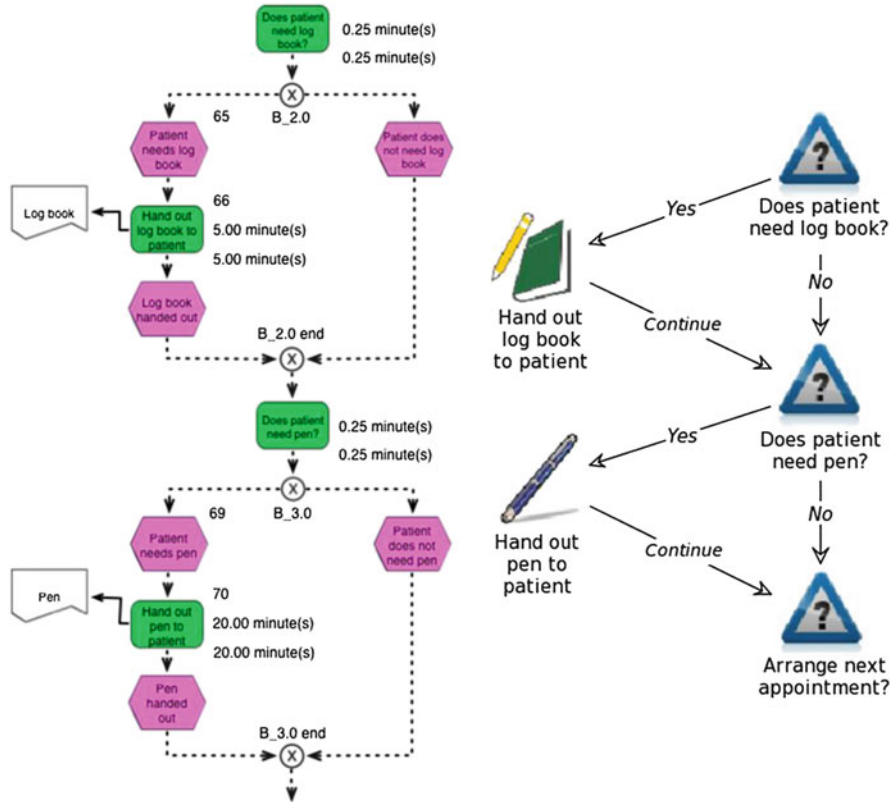 Does patient
need log
book?
0.25 minute(s)
0.25 minute(s)
X
B_2.0
65
Patient
needs log
book
Patient does
not need log
book
Log book
66
Hand out
log book to
patient
5.00 minute(s)
5.00 minute(s)
Log book
handed out
B_2.0 end
X
Does patient
need pen?
0.25 minute(s)
0.25 minute(s)
X
B_3.0
69
Patient
needs pen
Patient
does not
need pen
Pen
70
Hand out
pen to
patient
20.00 minute(s)
20.00 minute(s)
Pen
handed
out
B_3.0 end
X
?
Does patient
need log book?
Yes
No
Hand out
log book
to patient
Continue
?
Does patient
need pen?
Yes
No
Hand out
pen to
patient
Continue
?
Arrange next
appointment?